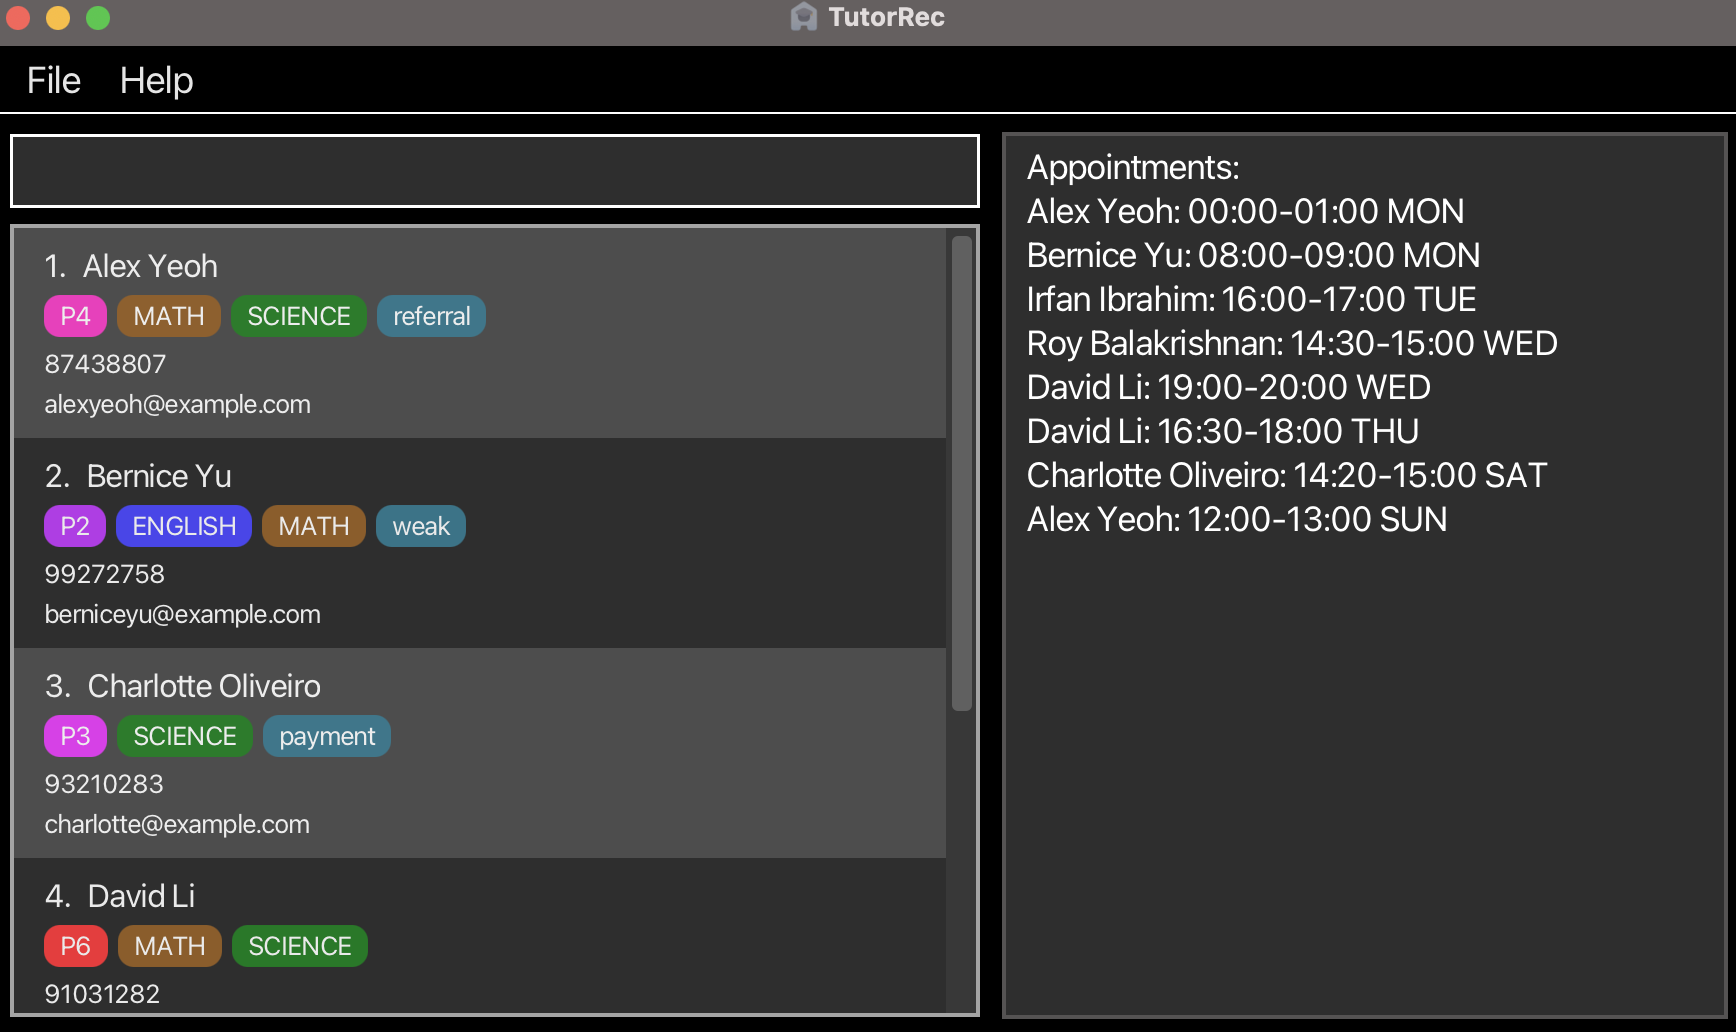 TutorRec
File Help
1. Alex Yeoh
P4 MATH SCIENCE referral
87438807
alexyeoh@example.com
2. Bernice Yu
P2 ENGLISH MATH weak
99272758
berniceyu@example.com
3. Charlotte Oliveiro
P3 SCIENCE payment
93210283
charlotte@example.com
4. David Li
P6 MATH SCIENCE
91031282
Appointments:
Alex Yeoh: 00:00-01:00 MON
Bernice Yu: 08:00-09:00 MON
Irfan Ibrahim: 16:00-17:00 TUE
Roy Balakrishnan: 14:30-15:00 WED
David Li: 19:00-20:00 WED
David Li: 16:30-18:00 THU
Charlotte Oliveiro: 14:20-15:00 SAT
Alex Yeoh: 12:00-13:00 SUN